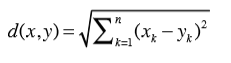 d(x,y) = √(∑ₖ₌₁ⁿ (xₖ − yₖ)²)